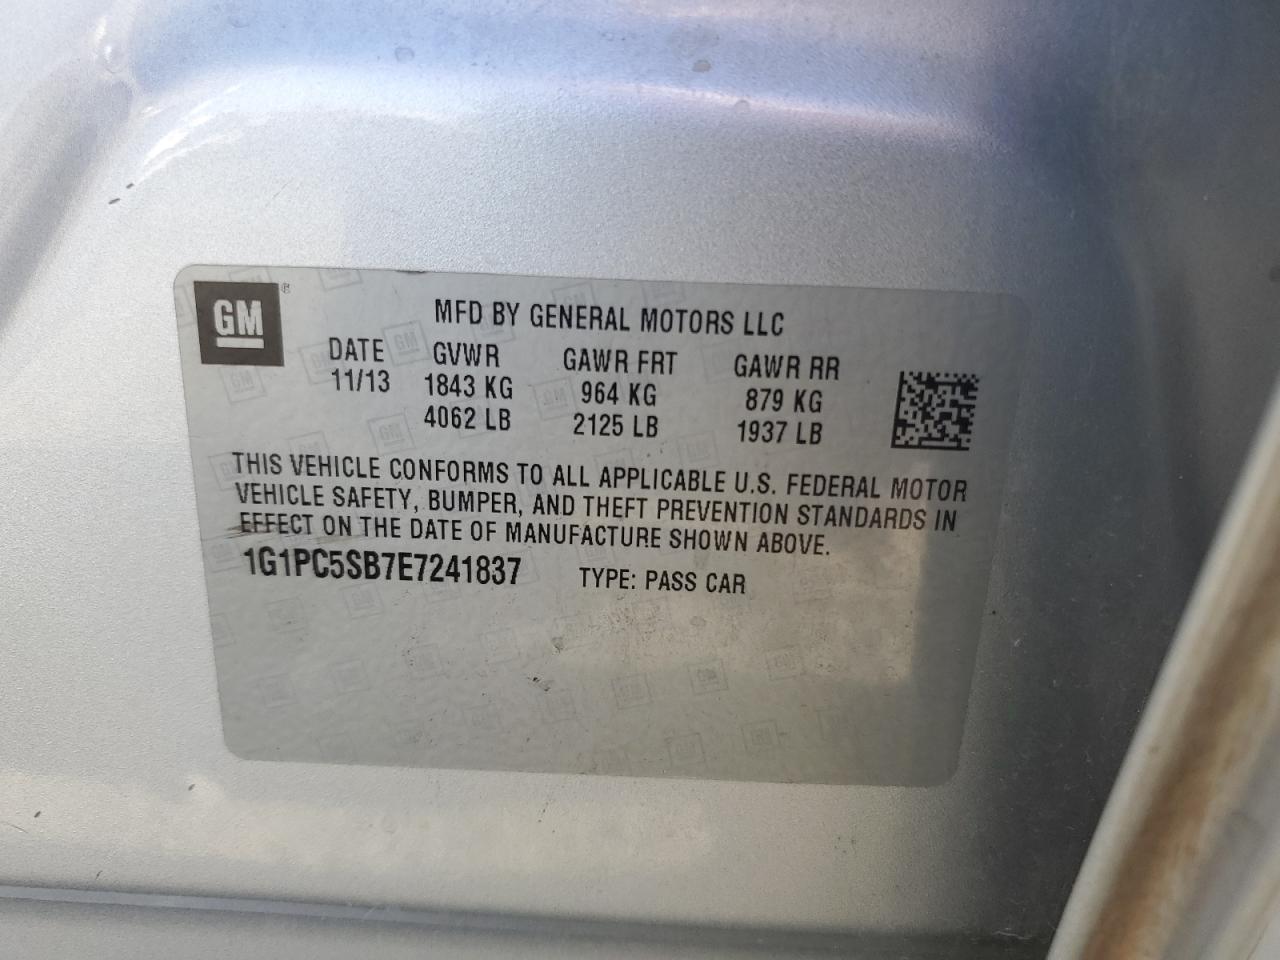 GM ®
MFD BY GENERAL MOTORS LLC
DATE GVWR GAWR FRT GAWR RR
11/13 1843 KG 964 KG 879 KG
4062 LB 2125 LB 1937 LB
THIS VEHICLE CONFORMS TO ALL APPLICABLE U.S. FEDERAL MOTOR
VEHICLE SAFETY, BUMPER, AND THEFT PREVENTION STANDARDS IN
EFFECT ON THE DATE OF MANUFACTURE SHOWN ABOVE.
1G1PC5SB7E7241837 TYPE: PASS CAR